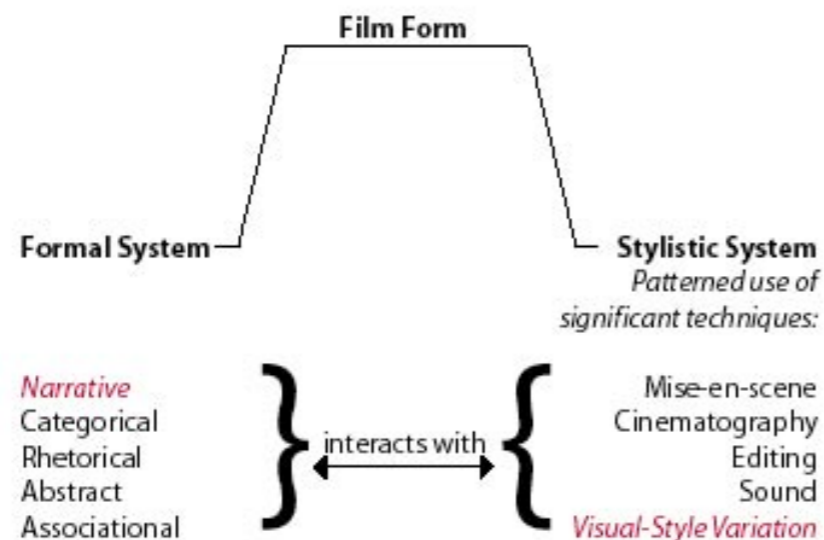 Film Form
Formal System
Stylistic System
Patterned use of
significant techniques:
Narrative
Categorical
Rhetorical
Abstract
Associational
interacts with
Mise-en-scene
Cinematography
Editing
Sound
Visual-Style Variation